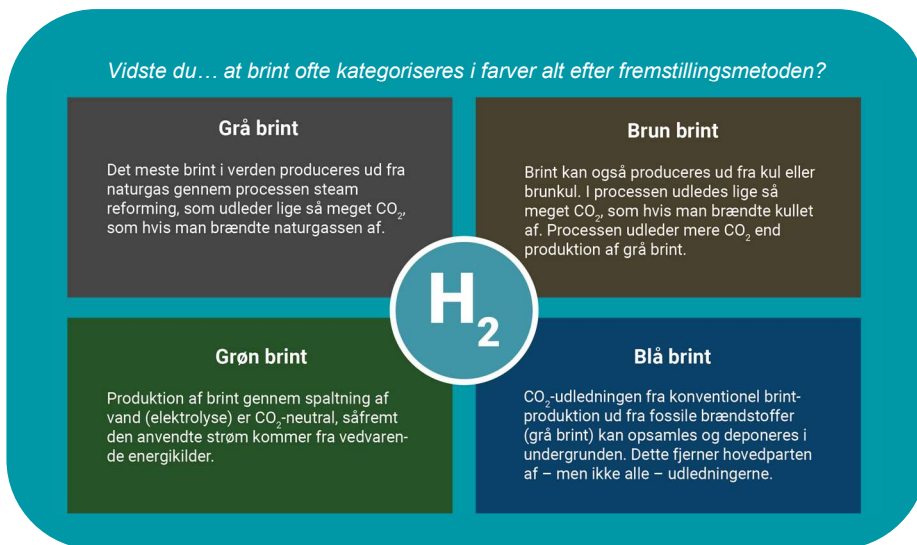 Vidste du… at brint ofte kategoriseres i farver alt efter fremstillingsmetoden?
Grå brint
Det meste brint i verden produceres ud fra
naturgas gennem processen steam
reforming, som udleder lige så meget CO₂,
som hvis man brændte naturgassen af.
Brun brint
Brint kan også produceres ud fra kul eller
brunkul. I processen udledes lige så
meget CO₂, som hvis man brændte kullet
af. Processen udleder mere CO₂ end
produktion af grå brint.
H₂
Grøn brint
Produktion af brint gennem spaltning af
vand (elektrolyse) er CO₂-neutral, såfremt
den anvendte strøm kommer fra vedvaren-
de energikilder.
Blå brint
CO₂-udledningen fra konventionel brint-
produktion ud fra fossile brændstoffer
(grå brint) kan opsamles og deponeres i
undergrunden. Dette fjerner hovedparten
af – men ikke alle – udledningerne.